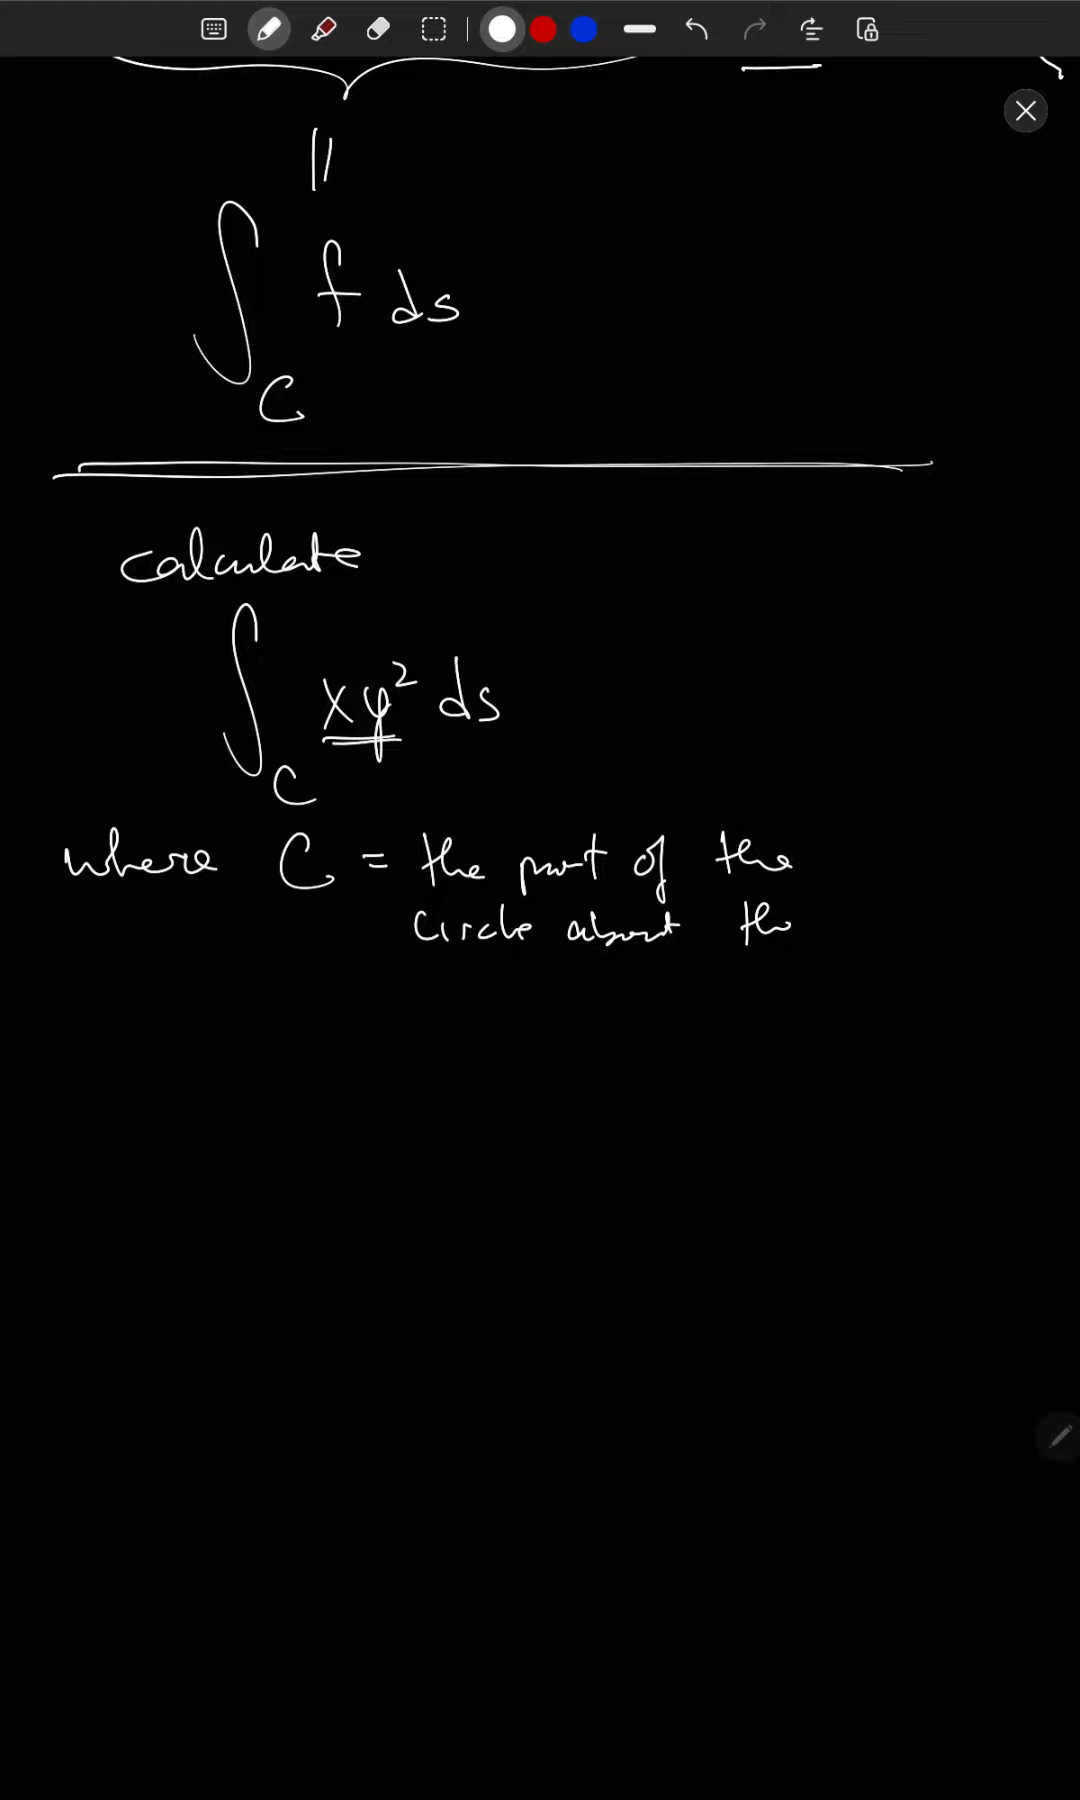 ||
∫_C f ds
calculate
∫_C xy² ds
where C = the part of the
circle about the